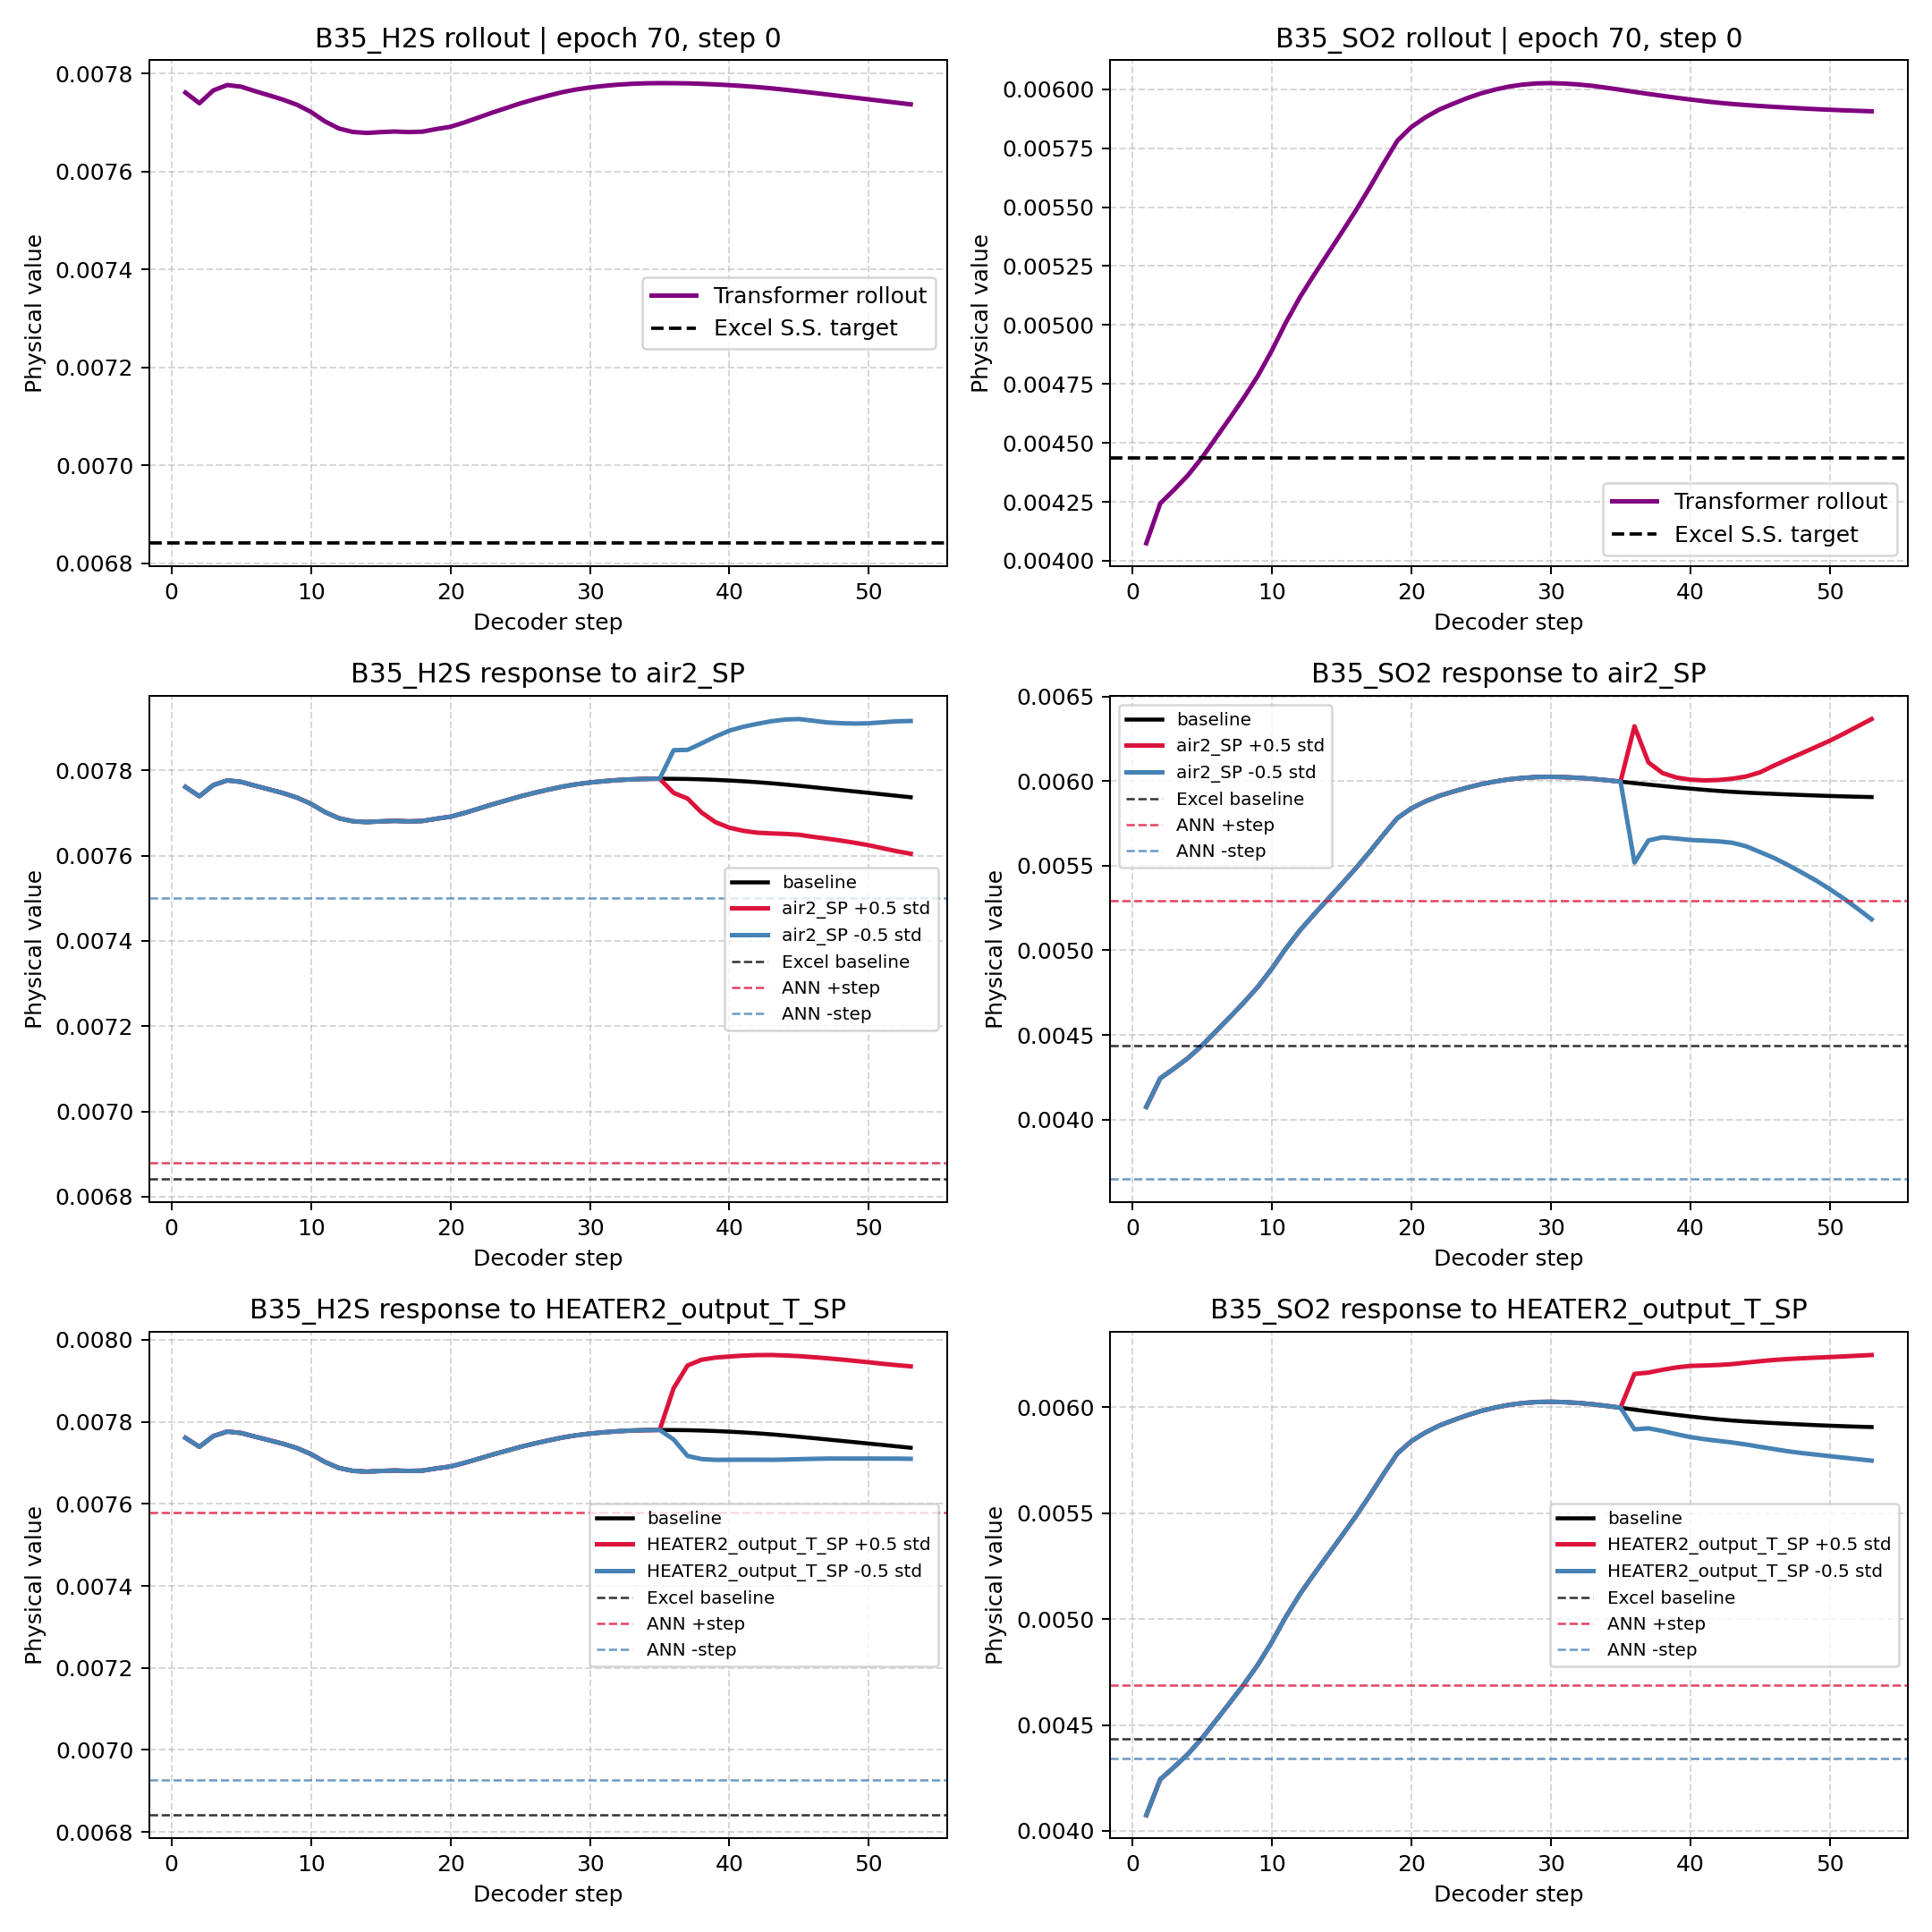 B35_H2S rollout | epoch 70, step 0
Physical value
0.0078
0.0076
0.0074
0.0072
0.0070
0.0068
0 10 20 30 40 50
Decoder step
Transformer rollout
Excel S.S. target
B35_SO2 rollout | epoch 70, step 0
Physical value
0.00600
0.00575
0.00550
0.00525
0.00500
0.00475
0.00450
0.00425
0.00400
0 10 20 30 40 50
Decoder step
Transformer rollout
Excel S.S. target
B35_H2S response to air2_SP
Physical value
0.0078
0.0076
0.0074
0.0072
0.0070
0.0068
0 10 20 30 40 50
Decoder step
baseline
air2_SP +0.5 std
air2_SP -0.5 std
Excel baseline
ANN +step
ANN -step
B35_SO2 response to air2_SP
Physical value
0.0065
0.0060
0.0055
0.0050
0.0045
0.0040
0 10 20 30 40 50
Decoder step
baseline
air2_SP +0.5 std
air2_SP -0.5 std
Excel baseline
ANN +step
ANN -step
B35_H2S response to HEATER2_output_T_SP
Physical value
0.0080
0.0078
0.0076
0.0074
0.0072
0.0070
0.0068
0 10 20 30 40 50
Decoder step
baseline
HEATER2_output_T_SP +0.5 std
HEATER2_output_T_SP -0.5 std
Excel baseline
ANN +step
ANN -step
B35_SO2 response to HEATER2_output_T_SP
Physical value
0.0060
0.0055
0.0050
0.0045
0.0040
0 10 20 30 40 50
Decoder step
baseline
HEATER2_output_T_SP +0.5 std
HEATER2_output_T_SP -0.5 std
Excel baseline
ANN +step
ANN -step